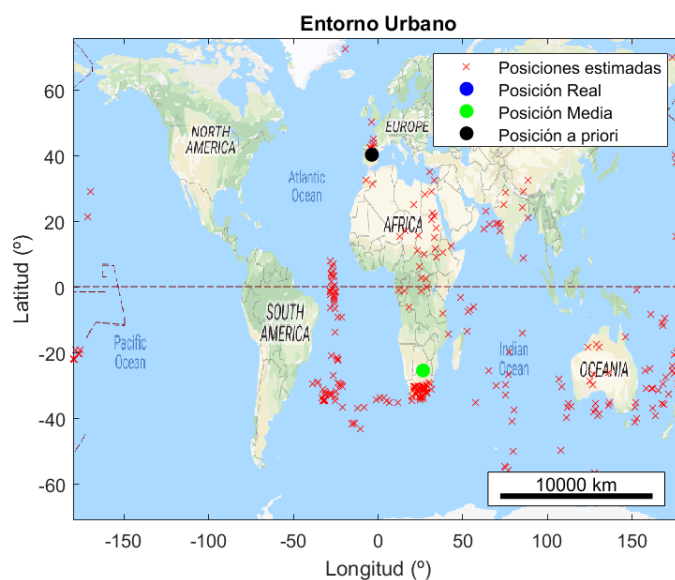 Entorno Urbano
Posiciones estimadas
Posición Real
Posición Media
Posición a priori
NORTH
AMERICA
EUROPE
Atlantic
Ocean
AFRICA
SOUTH
AMERICA
Pacific
Ocean
Indian
Ocean
OCEANIA
10000 km
60
40
20
0
-20
-40
-60
Latitud (º)
-150
-100
-50
0
50
100
150
Longitud (º)